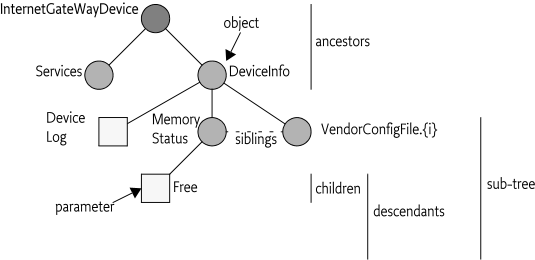 InternetGateWayDevice
object
ancestors
Services
DeviceInfo
Device
Log
Memory
Status
siblings
VendorConfigFile.{i}
Free
children
sub-tree
parameter
descendants